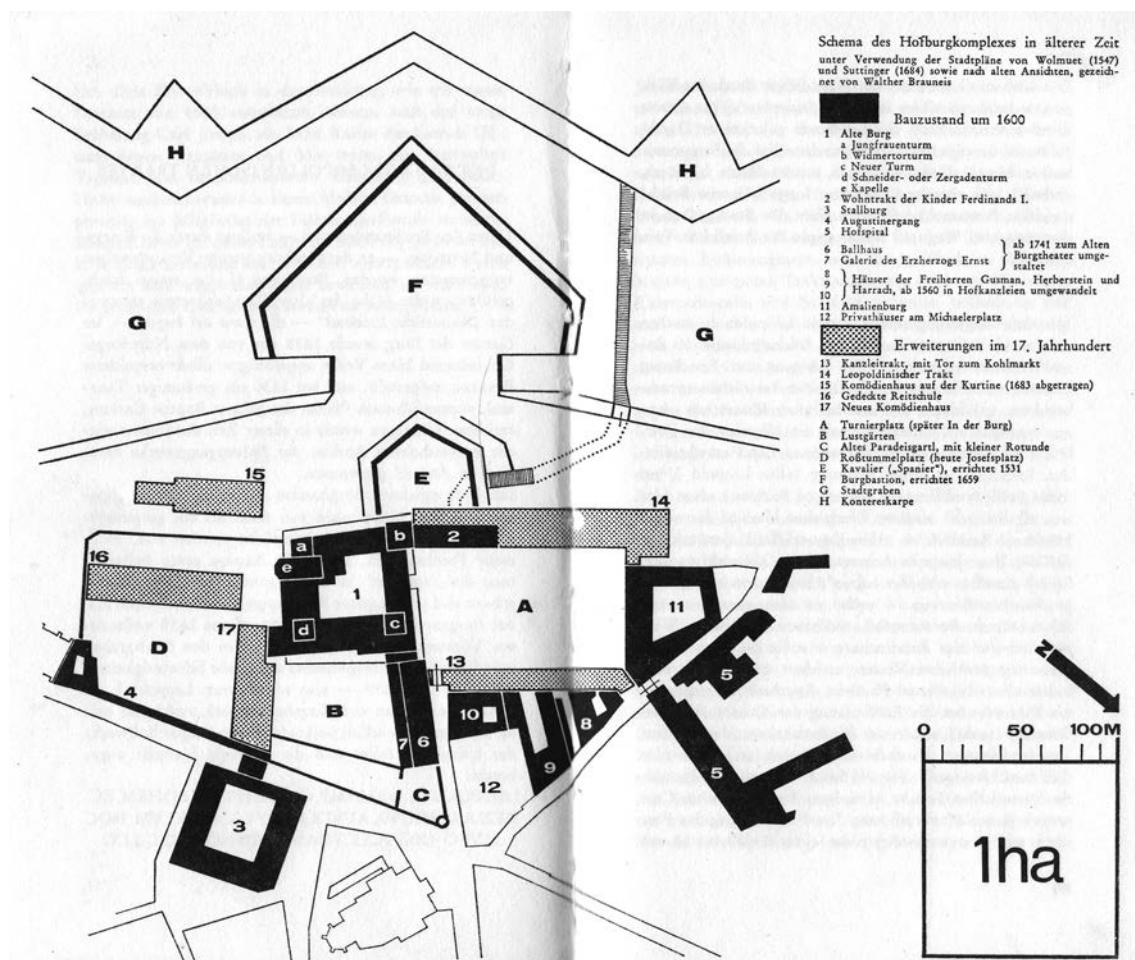 Schema des Hofburgkomplexes in älterer Zeit
unter Verwendung der Stadtpläne von Wolmuet (1547)
und Suttinger (1684) sowie nach alten Ansichten, gezeich-
net von Walther Brauneis
Bauzustand um 1600
1 Alte Burg
a Jungfrauenturm
b Widmertorturm
c Neuer Turm
d Schneider- oder Zergadenturm
e Kapelle
2 Wohntrakt der Kinder Ferdinands I.
3 Stallburg
4 Augustinergang
5 Hofspital
6 Ballhaus
7 Galerie des Erzherzogs Ernst
ab 1741 zum Alten
Burgtheater umge-
staltet
8
9
10
Häuser der Freiherren Gusman, Herberstein und
Harrach, ab 1560 in Hofkanzleien umgewandelt
11 Amalienburg
12 Privathäuser am Michaelerplatz
Erweiterungen im 17. Jahrhundert
13 Kanzleitrakt, mit Tor zum Kohlmarkt
14 Leopoldinischer Trakt
15 Komödienhaus auf der Kurtine (1683 abgetragen)
16 Gedeckte Reitschule
17 Neues Komödienhaus
A Turnierplatz (später In der Burg)
B Lustgärten
C Altes Paradeisgartl, mit kleiner Rotunde
D Roßtummelplatz (heute Josefsplatz)
E Kavalier („Spanier“), errichtet 1531
F Burgbastion, errichtet 1659
G Stadtgraben
H Kontereskarpe
H
H
F
G
G
15
E
14
16
a
b
2
e
1
A
11
17
d
c
D
13
5
4
B
10
8
7
6
9
5
12
C
3
N
0 50 100M
1ha